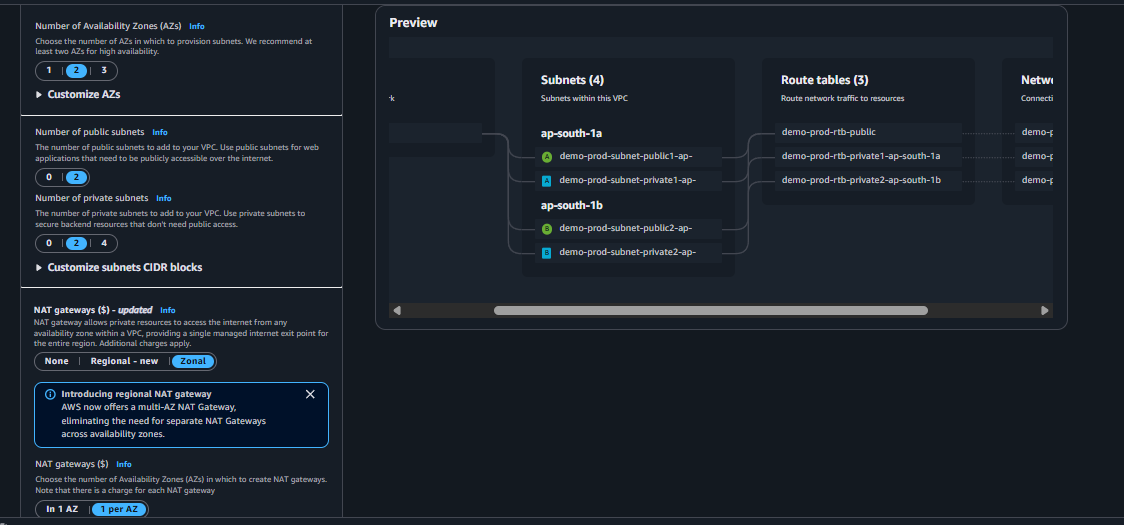 Number of Availability Zones (AZs) Info
Choose the number of AZs in which to provision subnets. We recommend at
least two AZs for high availability.
1 2 3
Customize AZs
Number of public subnets Info
The number of public subnets to add to your VPC. Use public subnets for web
applications that need to be publicly accessible over the internet.
0 2
Number of private subnets Info
The number of private subnets to add to your VPC. Use private subnets to
secure backend resources that don't need public access.
0 2 4
Customize subnets CIDR blocks
NAT gateways ($) - updated Info
NAT gateway allows private resources to access the internet from any
availability zone within a VPC, providing a single managed internet exit point for
the entire region. Additional charges apply.
None Regional - new Zonal
Introducing regional NAT gateway
AWS now offers a multi-AZ NAT Gateway,
eliminating the need for separate NAT Gateways
across availability zones.
NAT gateways ($) Info
Choose the number of Availability Zones (AZs) in which to create NAT gateways.
Note that there is a charge for each NAT gateway
In 1 AZ 1 per AZ
Preview
Subnets (4)
Subnets within this VPC
ap-south-1a
A demo-prod-subnet-public1-ap-
A demo-prod-subnet-private1-ap-
ap-south-1b
B demo-prod-subnet-public2-ap-
B demo-prod-subnet-private2-ap-
Route tables (3)
Route network traffic to resources
demo-prod-rtb-public
demo-prod-rtb-private1-ap-south-1a
demo-prod-rtb-private2-ap-south-1b